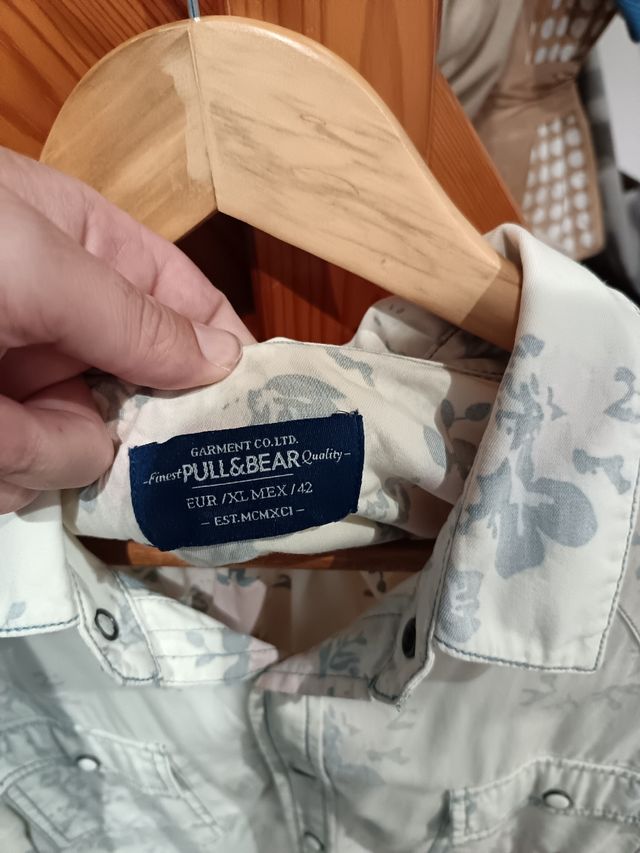 GARMENT CO.LTD.
-Finest PULL&BEAR Quality-
EUR /XL MEX /42
- EST.MCMXCI -